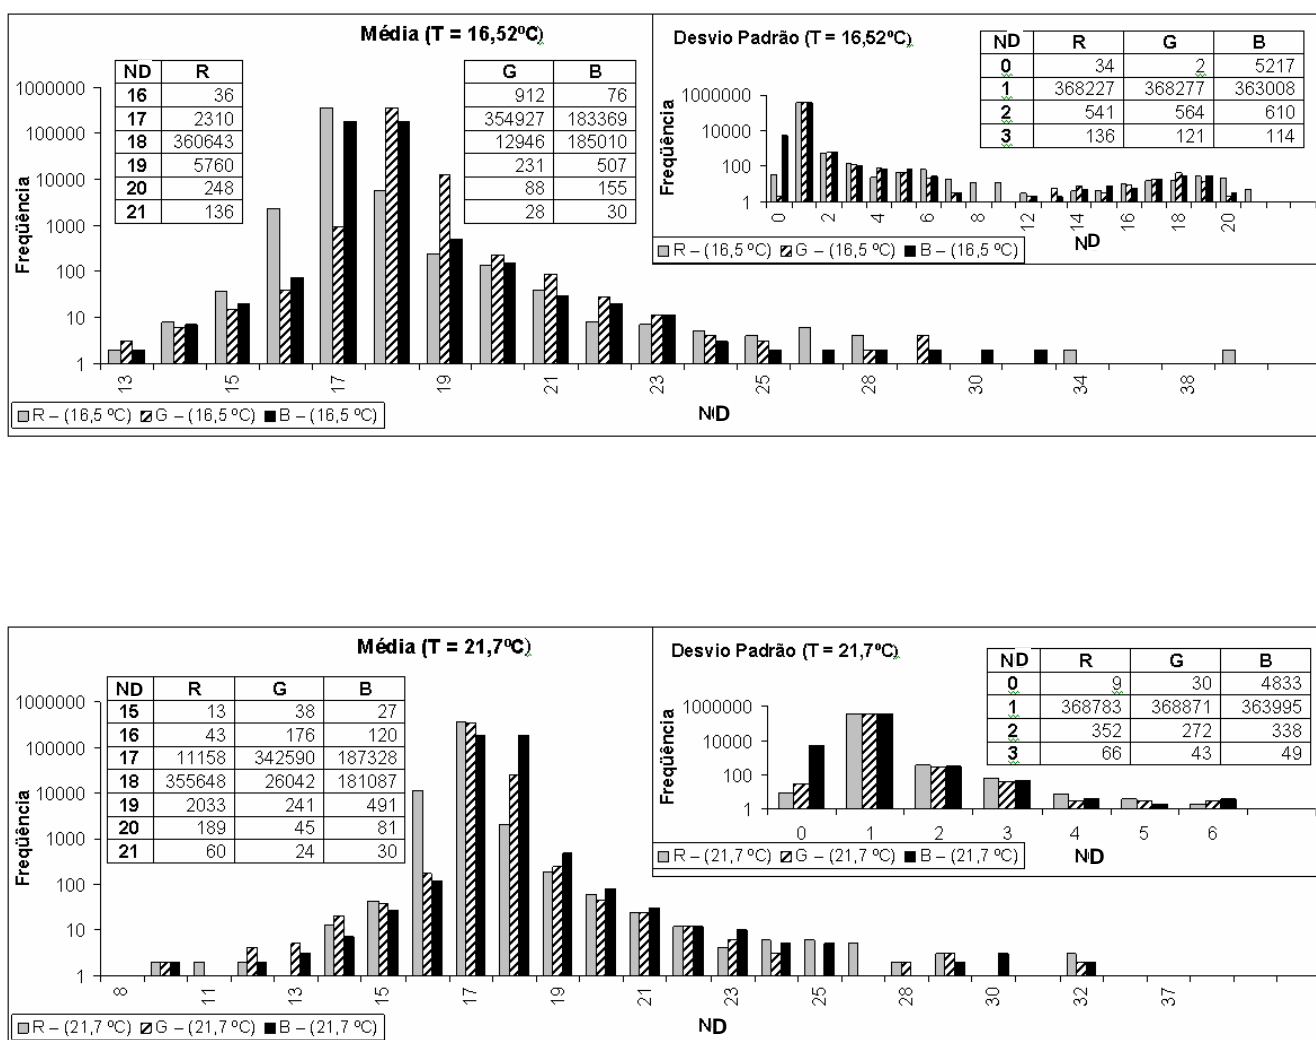 Média (T = 16,52ºC)
ND R
16 36
17 2310
18 360643
19 5760
20 248
21 136
G B
912 76
354927 183369
12946 185010
231 507
88 155
28 30
Freqüência
1000000
100000
10000
1000
100
10
1
13 15 17 19 21 23 25 28 30 34 38
ND
R – (16,5 ºC) G – (16,5 ºC) B – (16,5 ºC)
Desvio Padrão (T = 16,52ºC)
ND R G B
0 34 2 5217
1 368227 368277 363008
2 541 564 610
3 136 121 114
Freqüência
1000000
10000
100
1
0 2 4 6 8 12 14 16 18 20
ND
R – (16,5 ºC) G – (16,5 ºC) B – (16,5 ºC)
Média (T = 21,7ºC)
ND R G B
15 13 38 27
16 43 176 120
17 11158 342590 187328
18 355648 26042 181087
19 2033 241 491
20 189 45 81
21 60 24 30
Freqüência
1000000
100000
10000
1000
100
10
1
8 11 13 15 17 19 21 23 25 28 30 32 37
ND
R – (21,7 ºC) G – (21,7 ºC) B – (21,7 ºC)
Desvio Padrão (T = 21,7ºC)
ND R G B
0 9 30 4833
1 368783 368871 363995
2 352 272 338
3 66 43 49
Freqüência
1000000
10000
100
1
0 1 2 3 4 5 6
ND
R – (21,7 ºC) G – (21,7 ºC) B – (21,7 ºC)